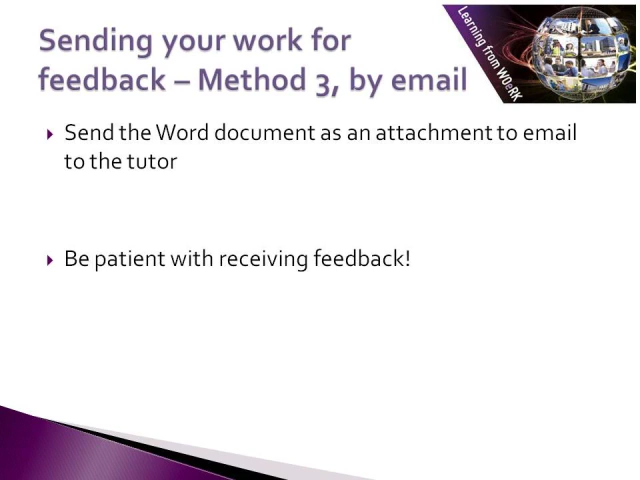 Sending your work for
feedback – Method 3, by email
Learning from WOeRK
Send the Word document as an attachment to email
to the tutor
Be patient with receiving feedback!